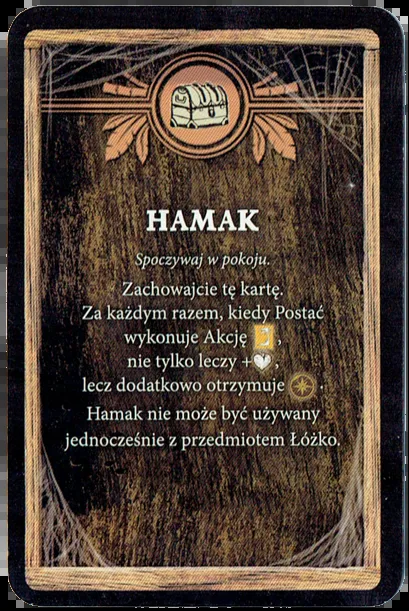 HAMAK
Spoczywaj w pokoju.
Zachowajcie tę kartę.
Za każdym razem, kiedy Postać
wykonuje Akcję ,
nie tylko leczy + ,
lecz dodatkowo otrzymuje .
Hamak nie może być używany
jednocześnie z przedmiotem Łóżko.